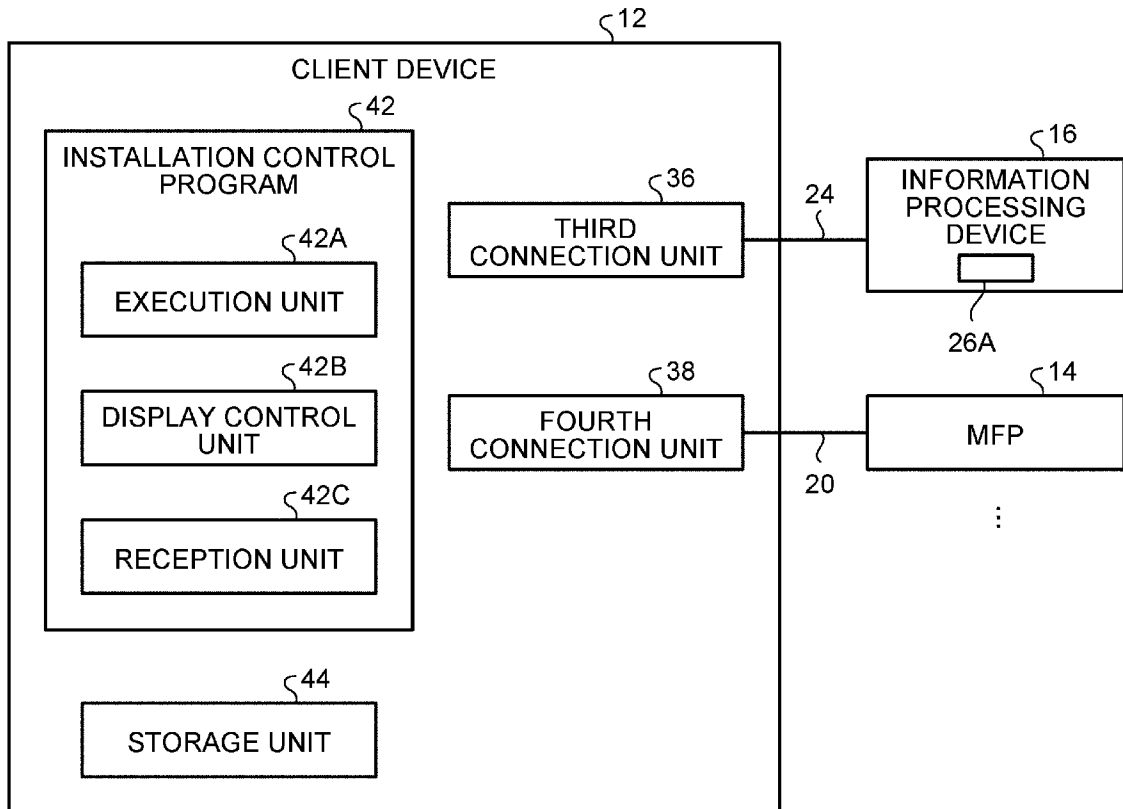 12
CLIENT DEVICE
42
INSTALLATION CONTROL
PROGRAM
42A
EXECUTION UNIT
42B
DISPLAY CONTROL
UNIT
42C
RECEPTION UNIT
44
STORAGE UNIT
36
THIRD
CONNECTION UNIT
24
16
INFORMATION
PROCESSING
DEVICE
26A
38
FOURTH
CONNECTION UNIT
20
14
MFP
⋮